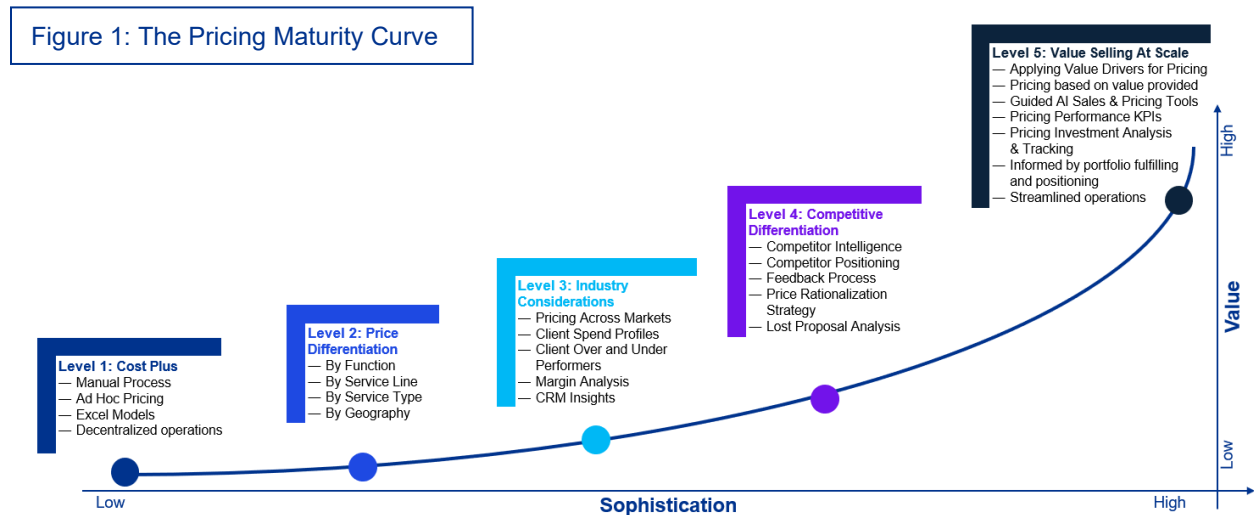 Figure 1: The Pricing Maturity Curve
Level 1: Cost Plus
— Manual Process
— Ad Hoc Pricing
— Excel Models
— Decentralized operations
Level 2: Price
Differentiation
— By Function
— By Service Line
— By Service Type
— By Geography
Level 3: Industry
Considerations
— Pricing Across Markets
— Client Spend Profiles
— Client Over and Under
Performers
— Margin Analysis
— CRM Insights
Level 4: Competitive
Differentiation
— Competitor Intelligence
— Competitor Positioning
— Feedback Process
— Price Rationalization
Strategy
— Lost Proposal Analysis
Level 5: Value Selling At Scale
— Applying Value Drivers for Pricing
— Pricing based on value provided
— Guided AI Sales & Pricing Tools
— Pricing Performance KPIs
— Pricing Investment Analysis
& Tracking
— Informed by portfolio fulfilling
and positioning
— Streamlined operations
High
Value
Low
Low
Sophistication
High